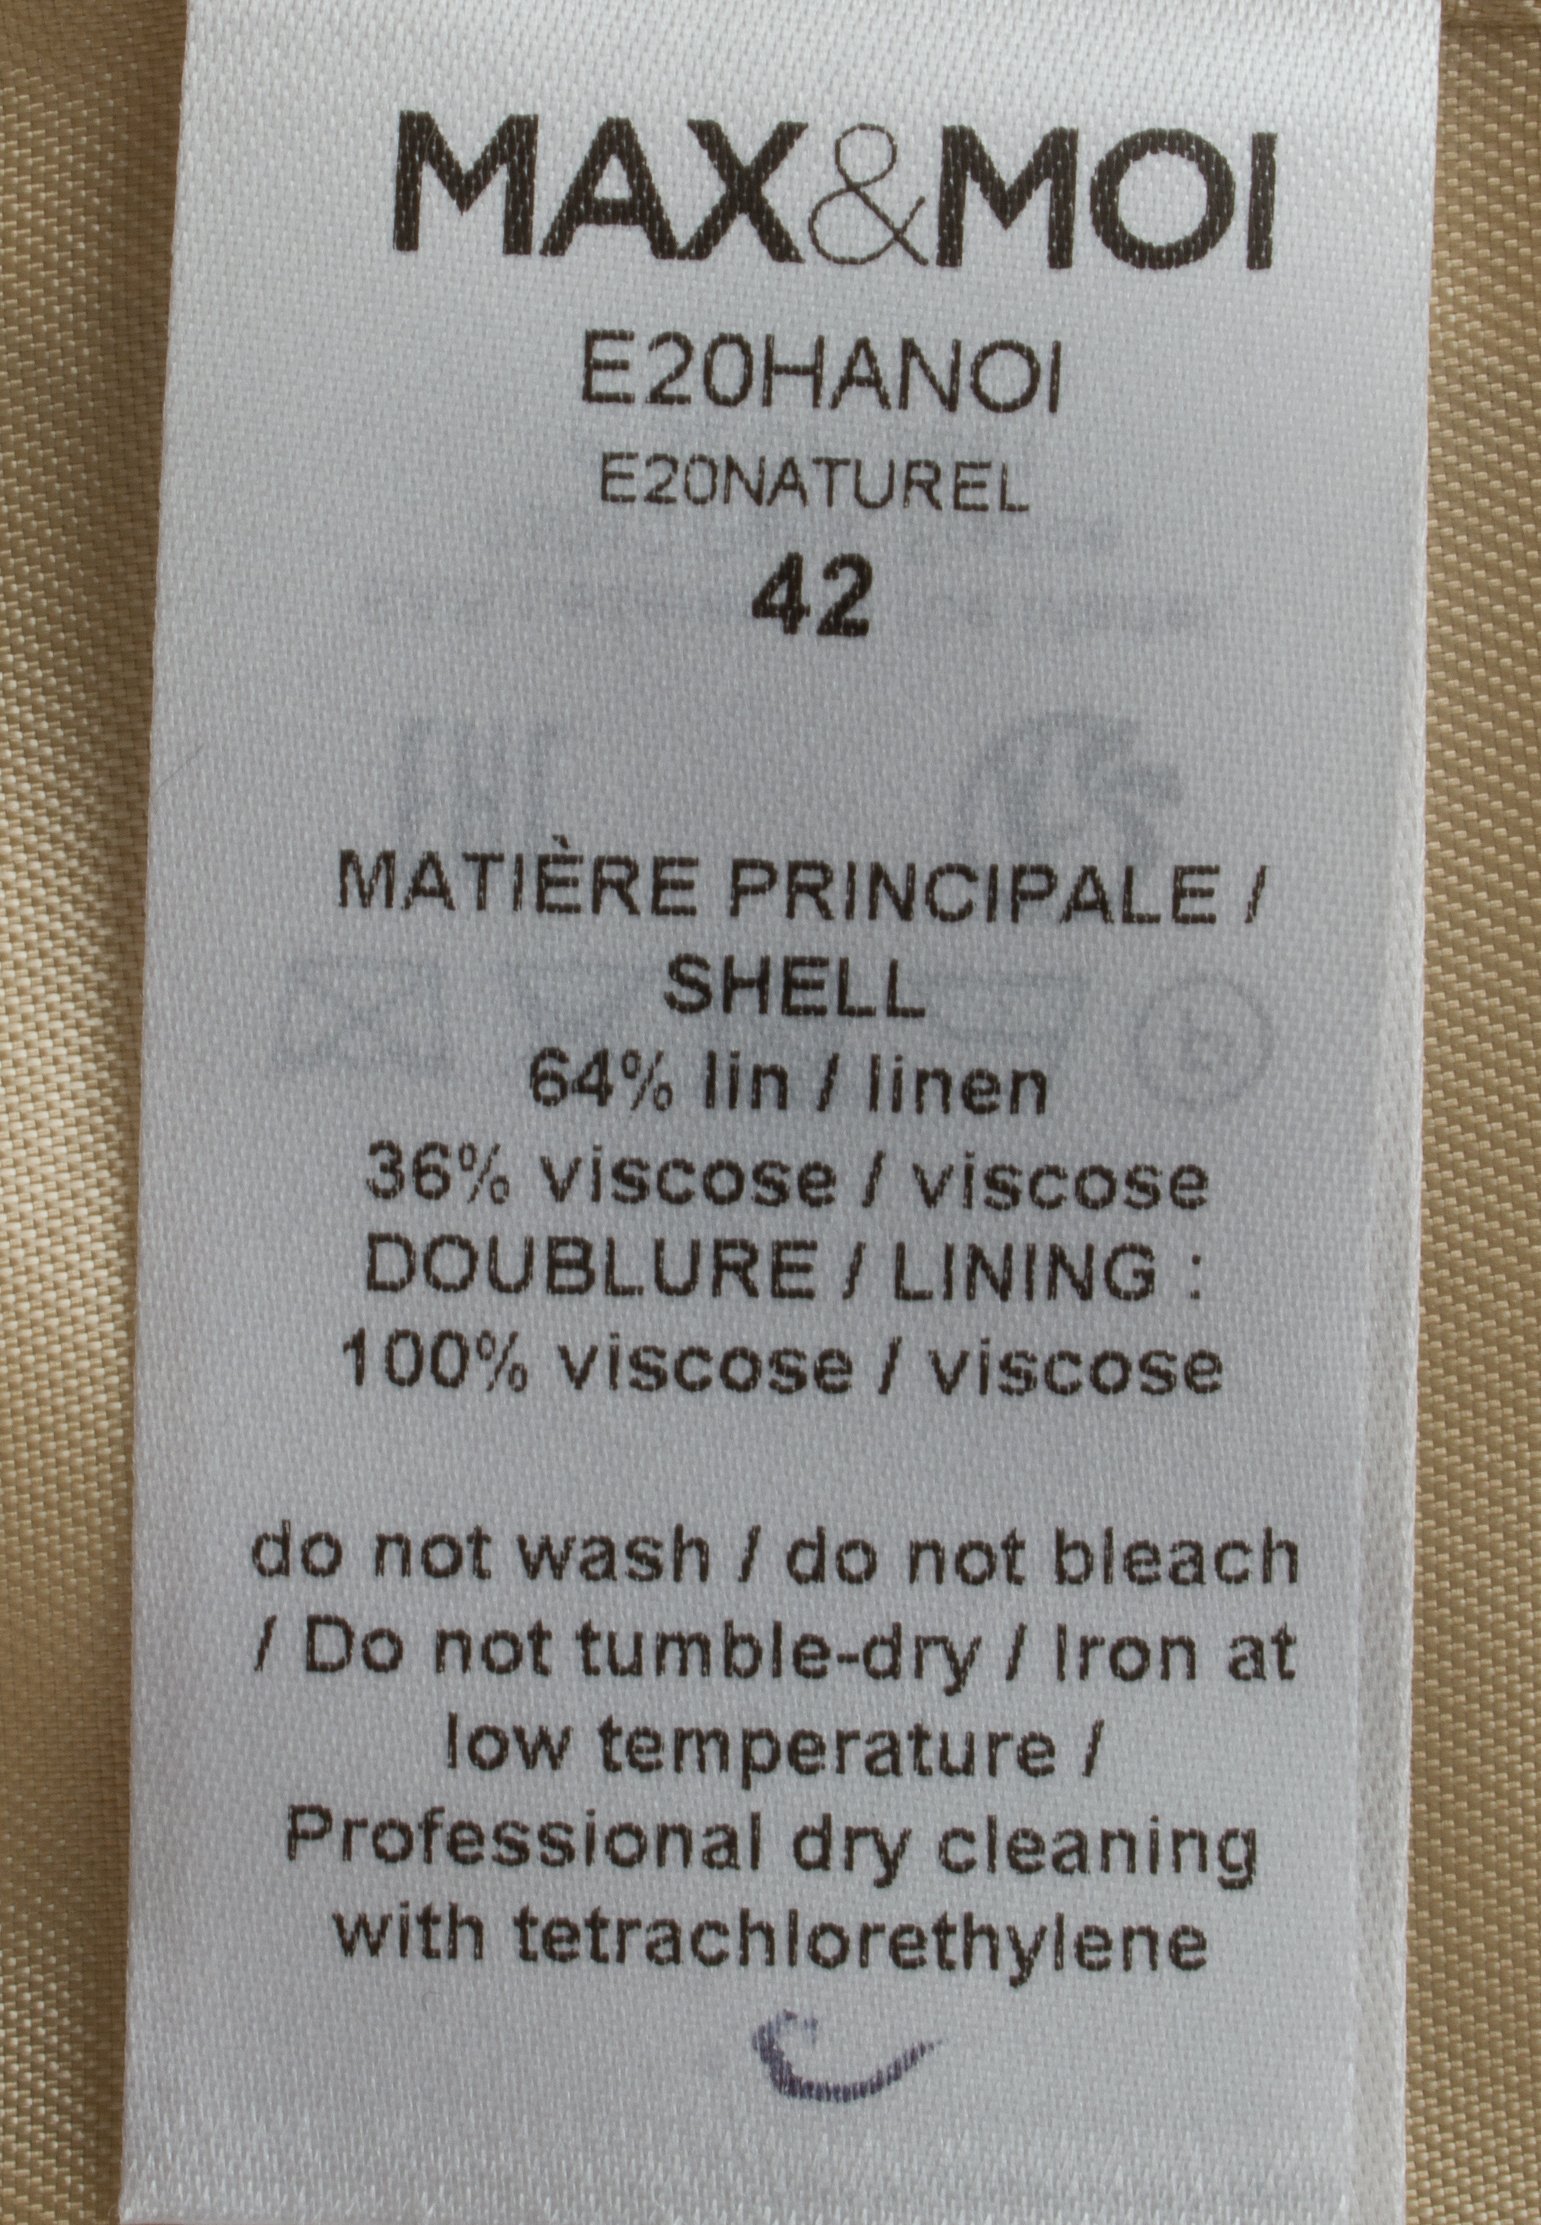 MAX&MOI
E20HANOI
E20NATUREL
42
MATIÈRE PRINCIPALE /
SHELL
64% lin / linen
36% viscose / viscose
DOUBLURE / LINING :
100% viscose / viscose
do not wash / do not bleach
/ Do not tumble-dry / Iron at
low temperature /
Professional dry cleaning
with tetrachlorethylene